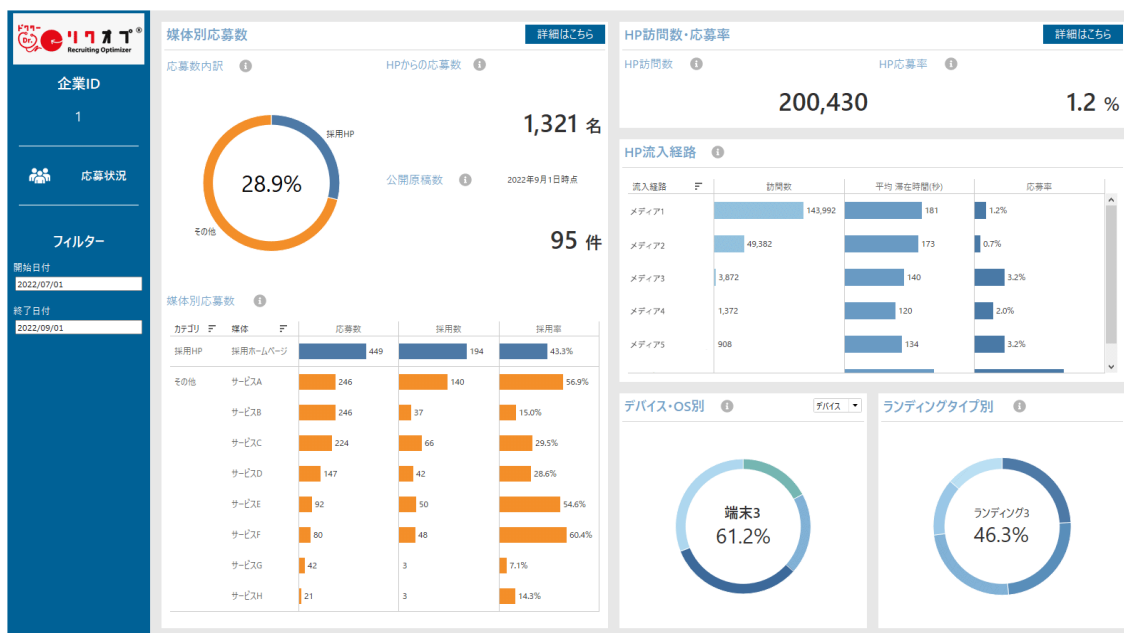 ドクター
Dr.
リクオプ®
Recruiting Optimizer
企業ID
1
応募状況
フィルター
開始日付
2022/07/01
終了日付
2022/09/01
媒体別応募数
詳細はこちら
応募数内訳
HPからの応募数
28.9%
採用HP
その他
1,321 名
公開原稿数
2022年9月1日時点
95 件
媒体別応募数
カテゴリ 媒体 応募数 採用数 採用率
採用HP 採用ホームページ 449 194 43.3%
その他 サービスA 246 140 56.9%
サービスB 246 37 15.0%
サービスC 224 66 29.5%
サービスD 147 42 28.6%
サービスE 92 50 54.6%
サービスF 80 48 60.4%
サービスG 42 3 7.1%
サービスH 21 3 14.3%
HP訪問数・応募率
詳細はこちら
HP訪問数
HP応募率
200,430
1.2 %
HP流入経路
流入経路 訪問数 平均 滞在時間(秒) 応募率
メディア1 143,992 181 1.2%
メディア2 49,382 173 0.7%
メディア3 3,872 140 3.2%
メディア4 1,372 120 2.0%
メディア5 908 134 3.2%
デバイス・OS別
デバイス
端末3
61.2%
ランディングタイプ別
ランディング3
46.3%